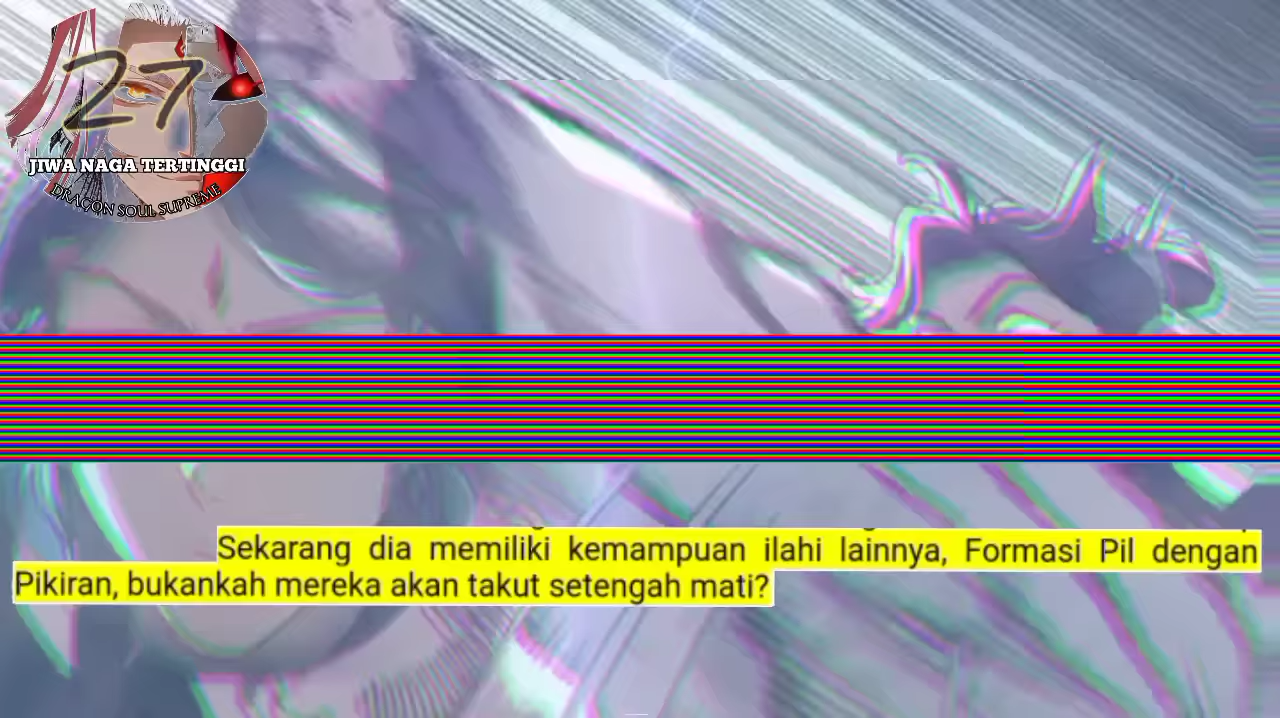 27
JIWA NAGA TERTINGGI
DRAGON SOUL SUPREME
Sekarang dia memiliki kemampuan ilahi lainnya, Formasi Pil dengan
Pikiran, bukankah mereka akan takut setengah mati?